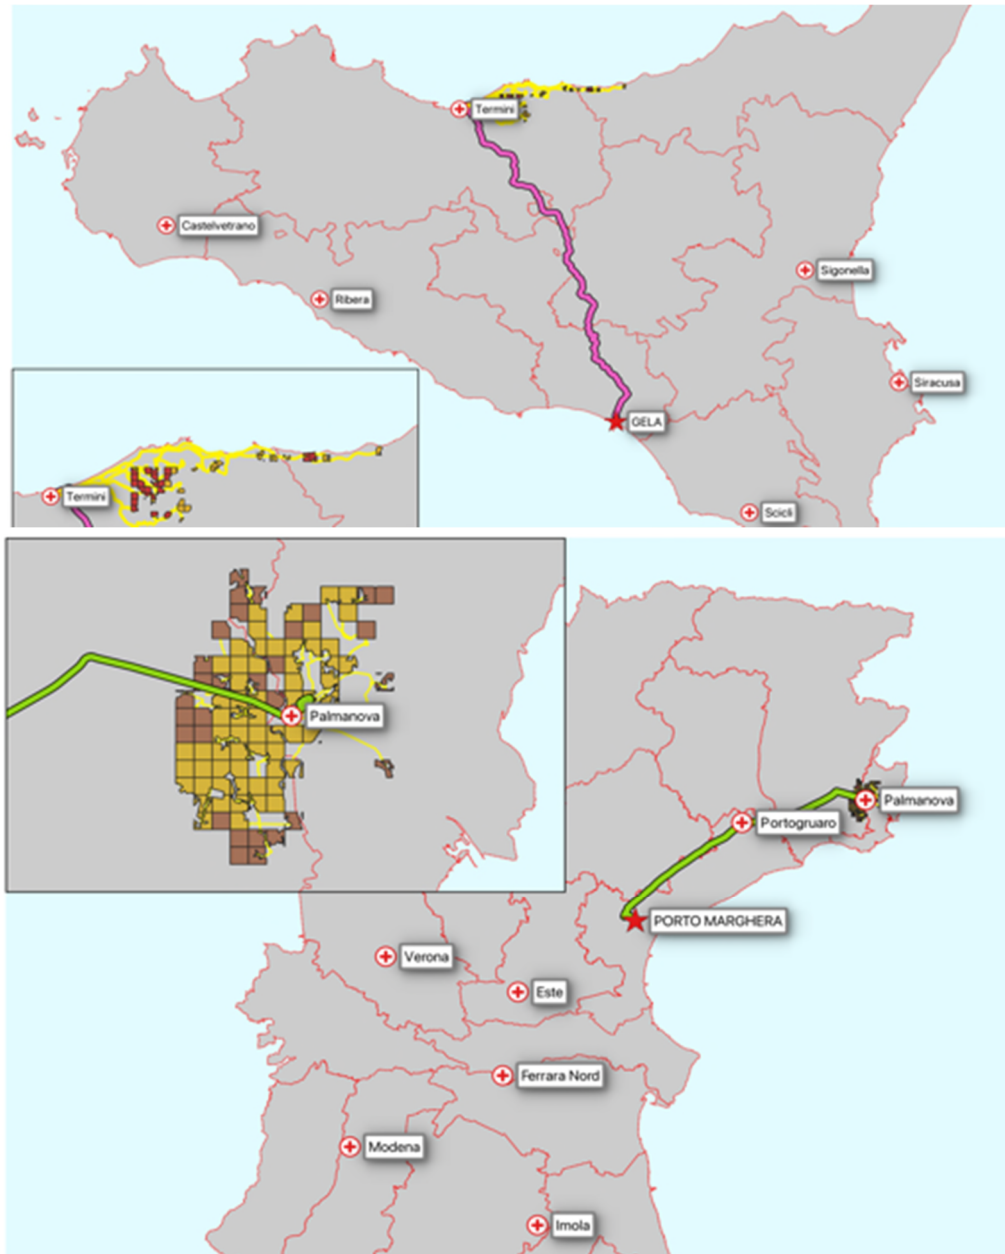 Termini
Castelvetrano
Sigonella
Ribera
Siracusa
GELA
Termini
Scicli
Palmanova
Palmanova
Portogruaro
PORTO MARGHERA
Verona
Este
Ferrara Nord
Modena
Imola